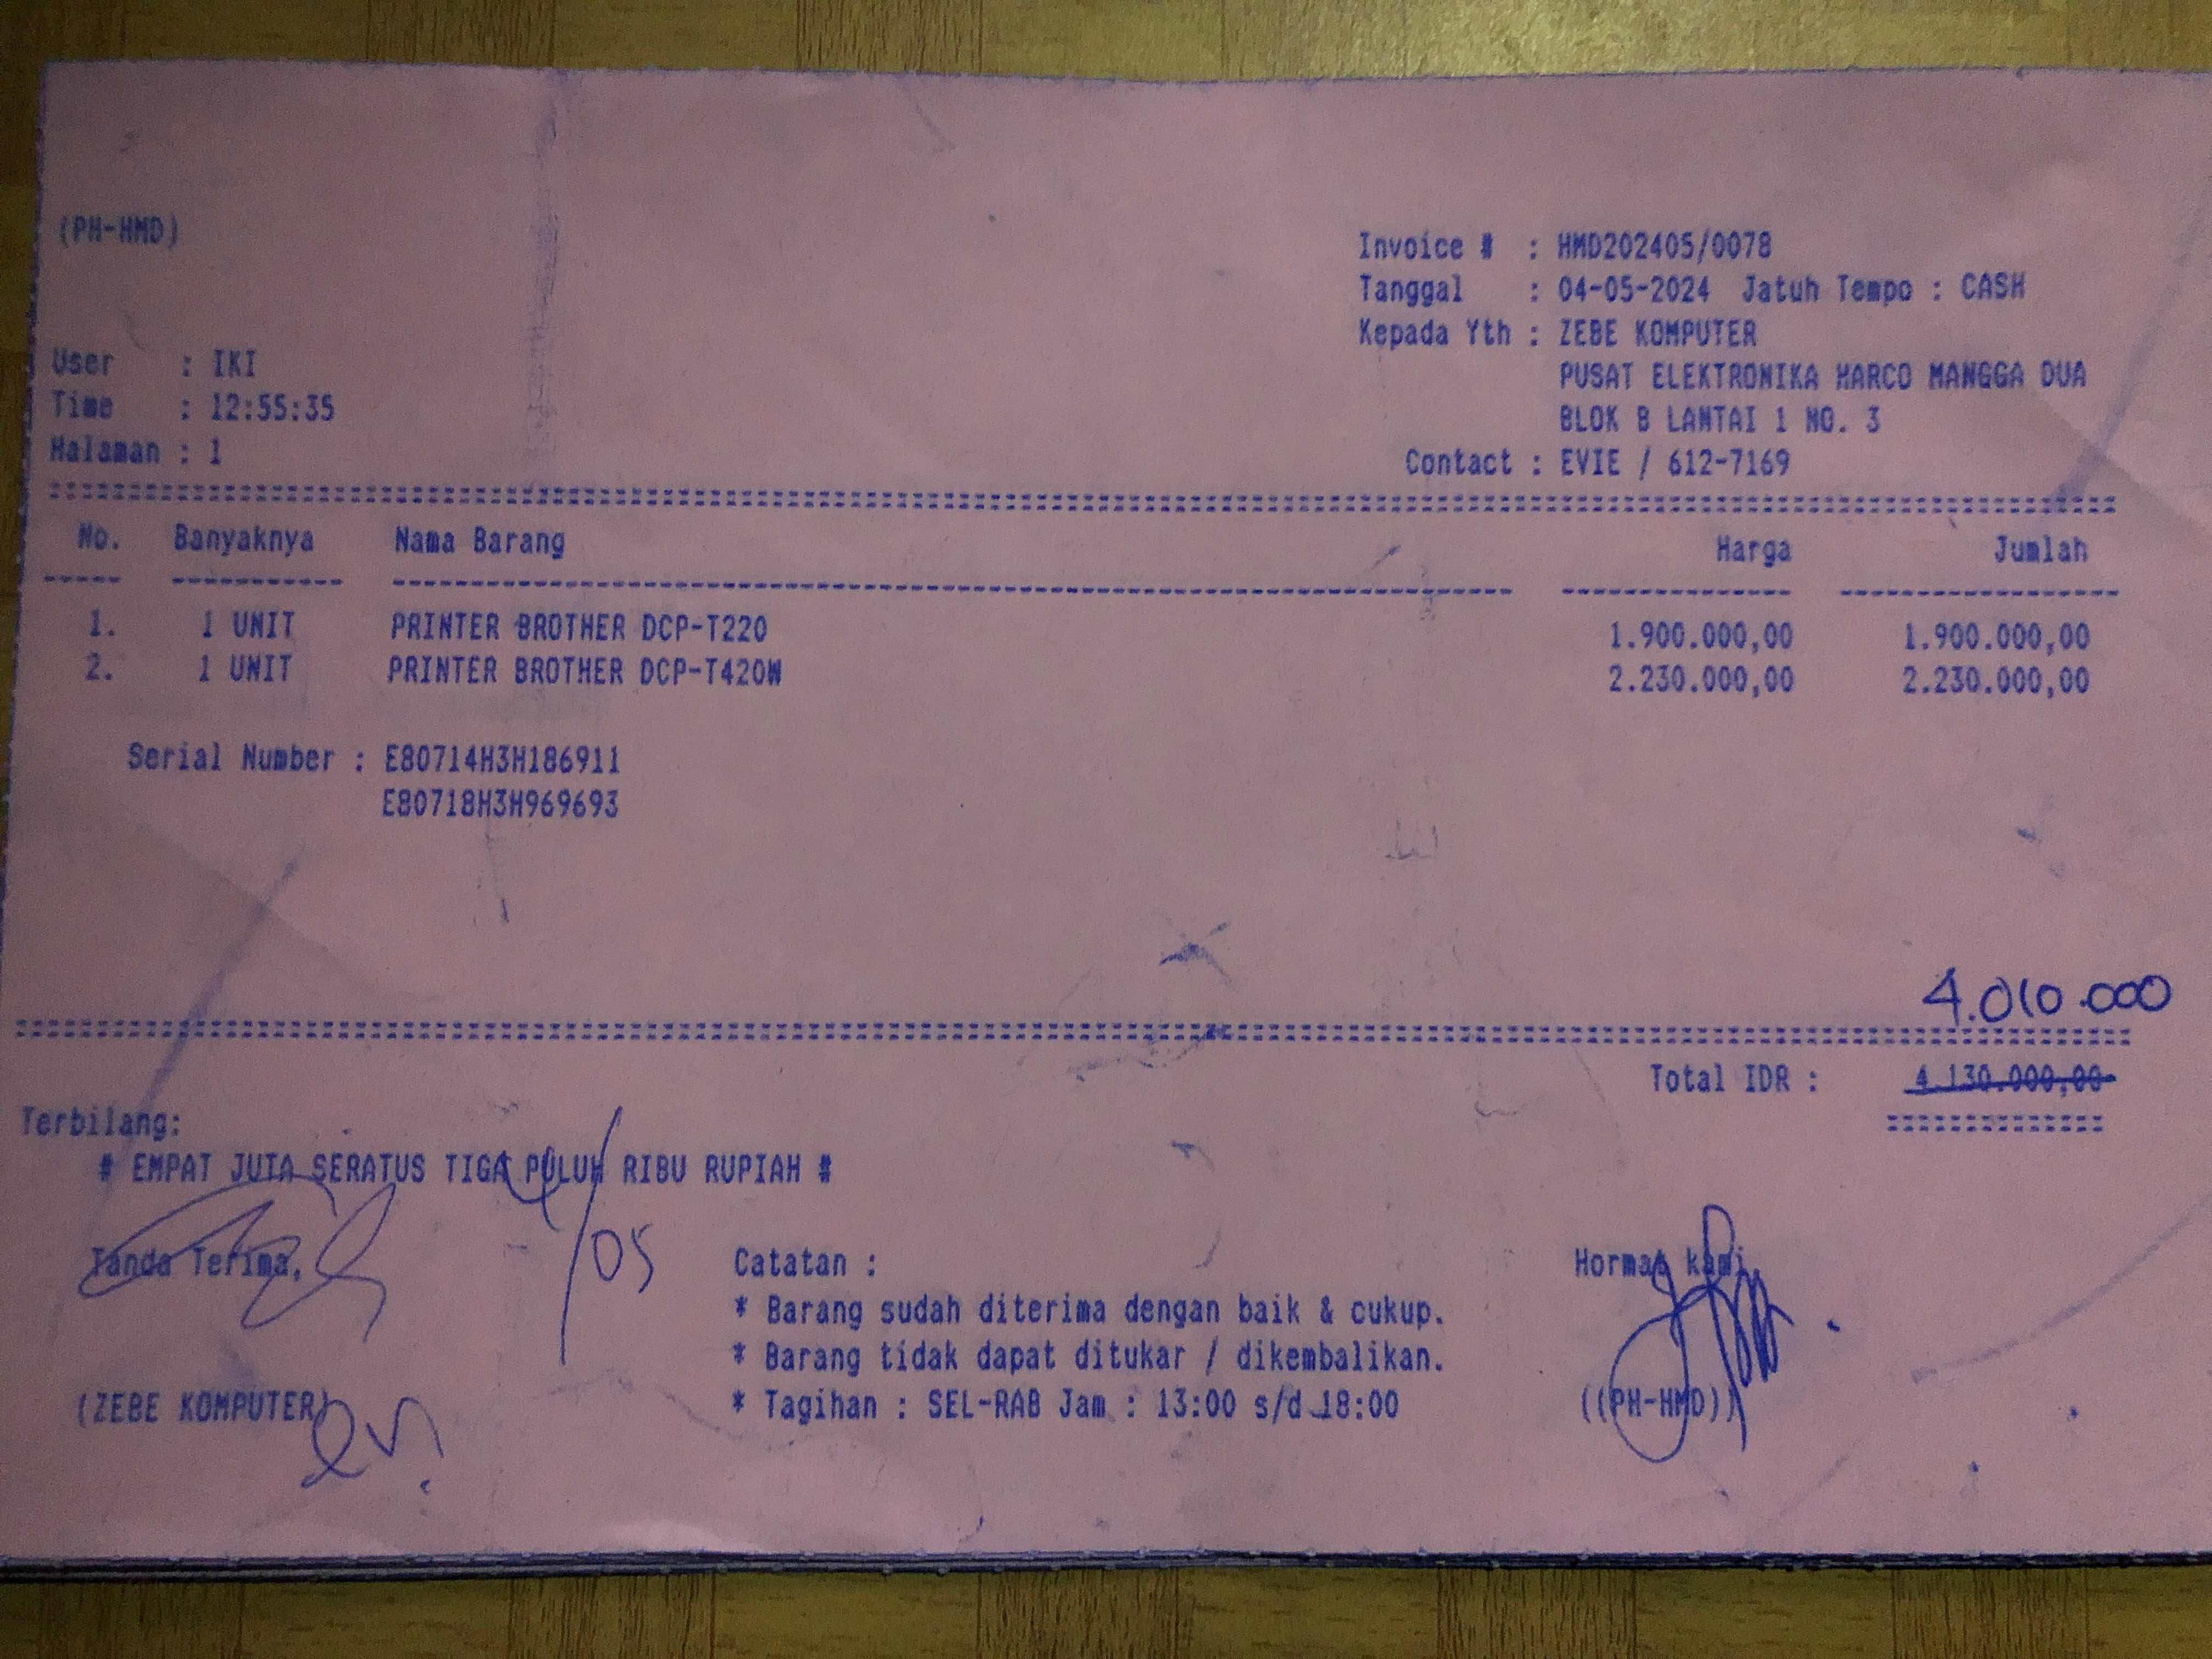 (PH-HMD)
Invoice # : HMD202405/0078
Tanggal : 04-05-2024 Jatuh Tempo : CASH
Kepada Yth : ZEBE KOMPUTER
PUSAT ELEKTRONIKA HARCO MANGGA DUA
BLOK B LANTAI 1 NO. 3
Contact : EVIE / 612-7169
User : IKI
Time : 12:55:35
Halaman : 1
No. Banyaknya Nama Barang Harga Jumlah
1. 1 UNIT PRINTER BROTHER DCP-T220 1.900.000,00 1.900.000,00
2. 1 UNIT PRINTER BROTHER DCP-T420W 2.230.000,00 2.230.000,00
Serial Number : E80714H3H186911
E80718H3H969693
4.010.000
Total IDR : 4.130.000,00
Terbilang:
# EMPAT JUTA SERATUS TIGA PULUH RIBU RUPIAH #
4/05
Tanda Terima,
(ZEBE KOMPUTER)
Catatan :
* Barang sudah diterima dengan baik & cukup.
* Barang tidak dapat ditukar / dikembalikan.
* Tagihan : SEL-RAB Jam : 13:00 s/d 18:00
Hormat kami,
((PH-HMD))